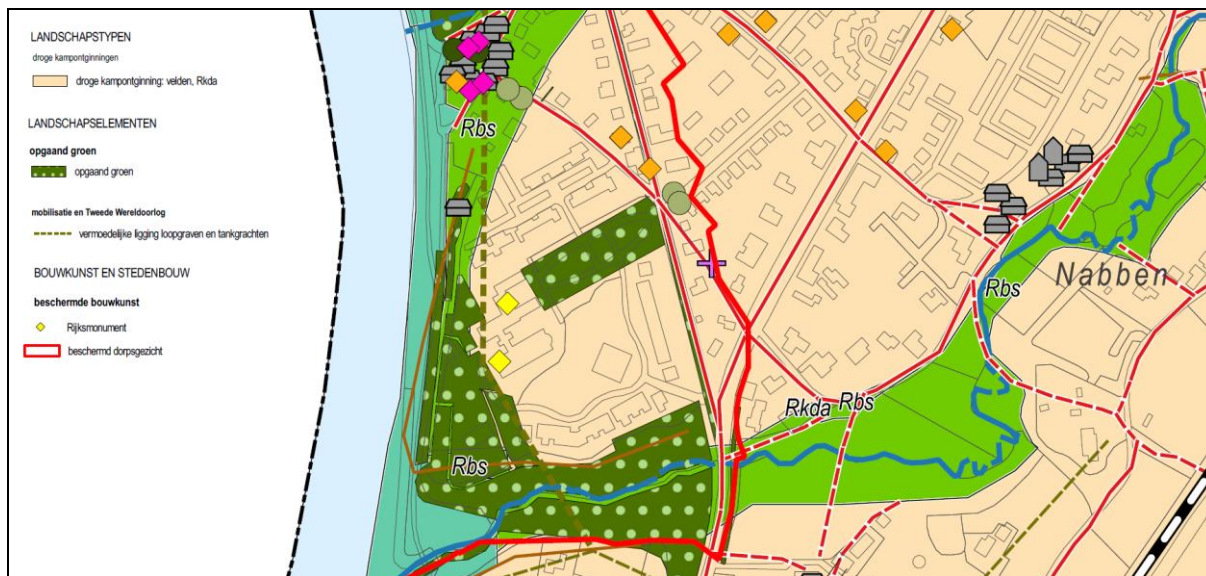 LANDSCHAPSTYPEN
droge kampontginningen
droge kampontginning: velden, Rkda
LANDSCHAPSELEMENTEN
opgaand groen
opgaand groen
mobilisatie en Tweede Wereldoorlog
vermoedelijke ligging loopgraven en tankgrachten
BOUWKUNST EN STEDENBOUW
beschermde bouwkunst
Rijksmonument
beschermd dorpsgezicht
Rbs
Nabben
Rbs
Rkda
Rbs
Rbs